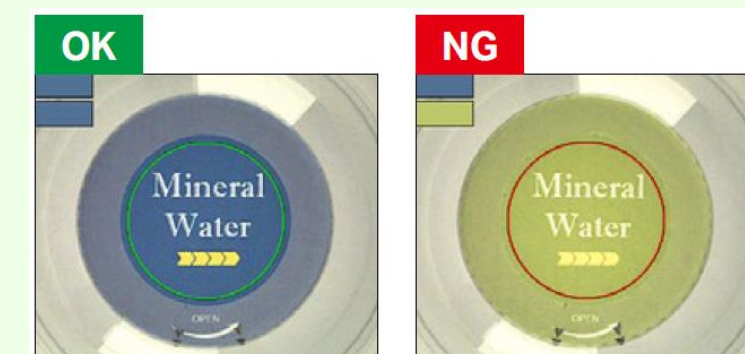 OK
Mineral
Water
OPEN
NG
Mineral
Water
OPEN